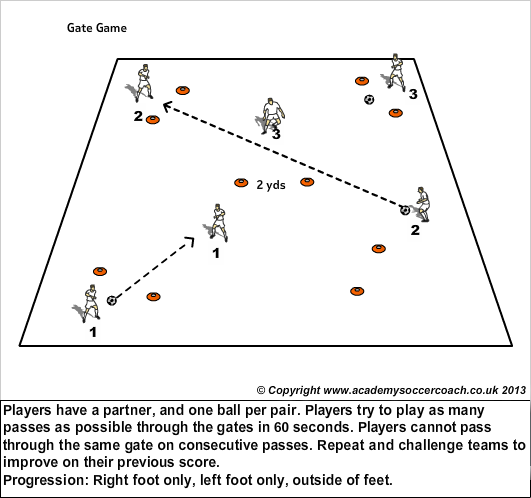 Gate Game
3
2
3
2 yds
2
1
1
© Copyright www.academysoccercoach.co.uk 2013
Players have a partner, and one ball per pair. Players try to play as many
passes as possible through the gates in 60 seconds. Players cannot pass
through the same gate on consecutive passes. Repeat and challenge teams to
improve on their previous score.
Progression: Right foot only, left foot only, outside of feet.